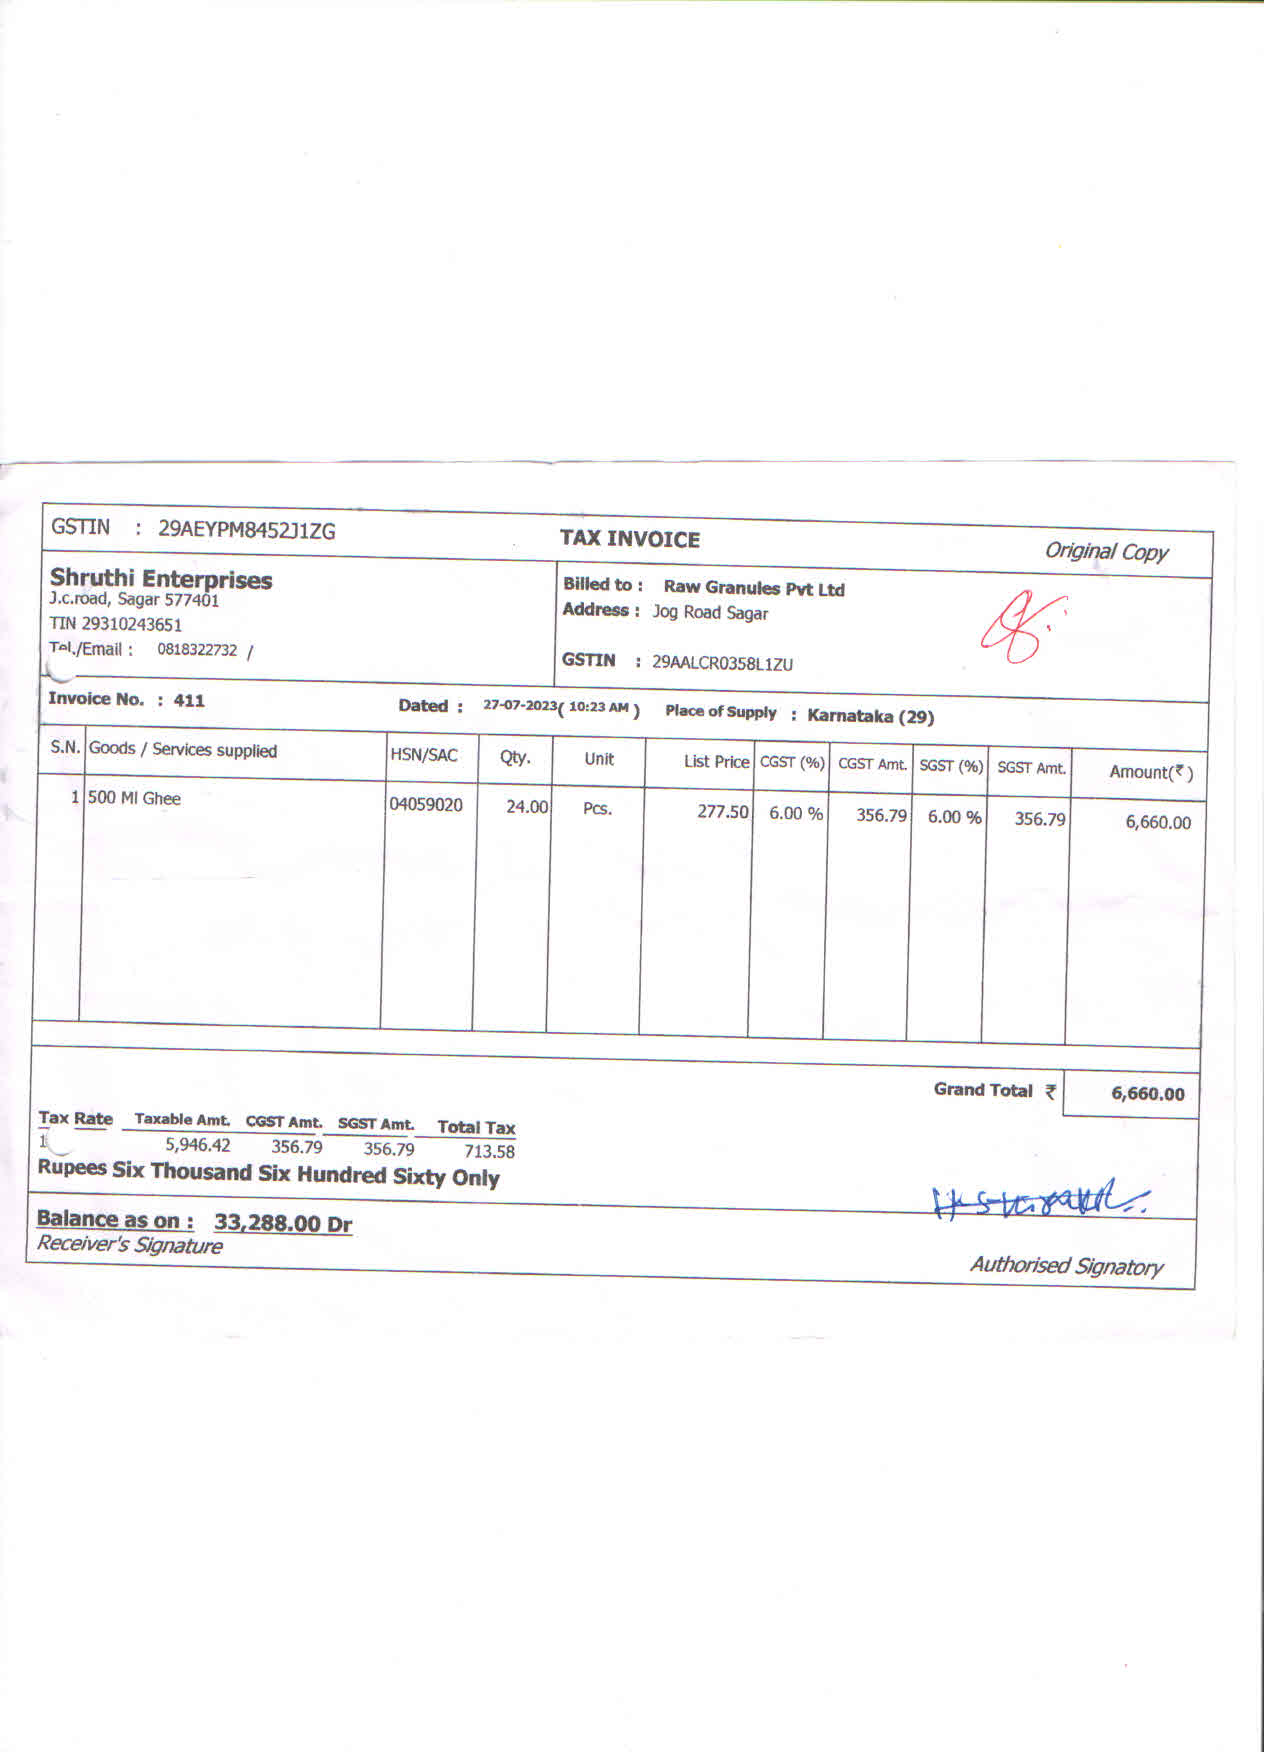 GSTIN : 29AEYPM8452J1ZG TAX INVOICE Original Copy
Shruthi Enterprises
J.c.road, Sagar 577401
TIN 29310243651
Tel./Email : 0818322732 /
Billed to : Raw Granules Pvt Ltd
Address : Jog Road Sagar
GSTIN : 29AALCR0358L1ZU
Invoice No. : 411 Dated : 27-07-2023( 10:23 AM ) Place of Supply : Karnataka (29)
S.N. Goods / Services supplied HSN/SAC Qty. Unit List Price CGST (%) CGST Amt. SGST (%) SGST Amt. Amount(₹ )
1 500 Ml Ghee 04059020 24.00 Pcs. 277.50 6.00 % 356.79 6.00 % 356.79 6,660.00
Grand Total ₹ 6,660.00
Tax Rate Taxable Amt. CGST Amt. SGST Amt. Total Tax
5,946.42 356.79 356.79 713.58
Rupees Six Thousand Six Hundred Sixty Only
Balance as on : 33,288.00 Dr
Receiver's Signature
Authorised Signatory